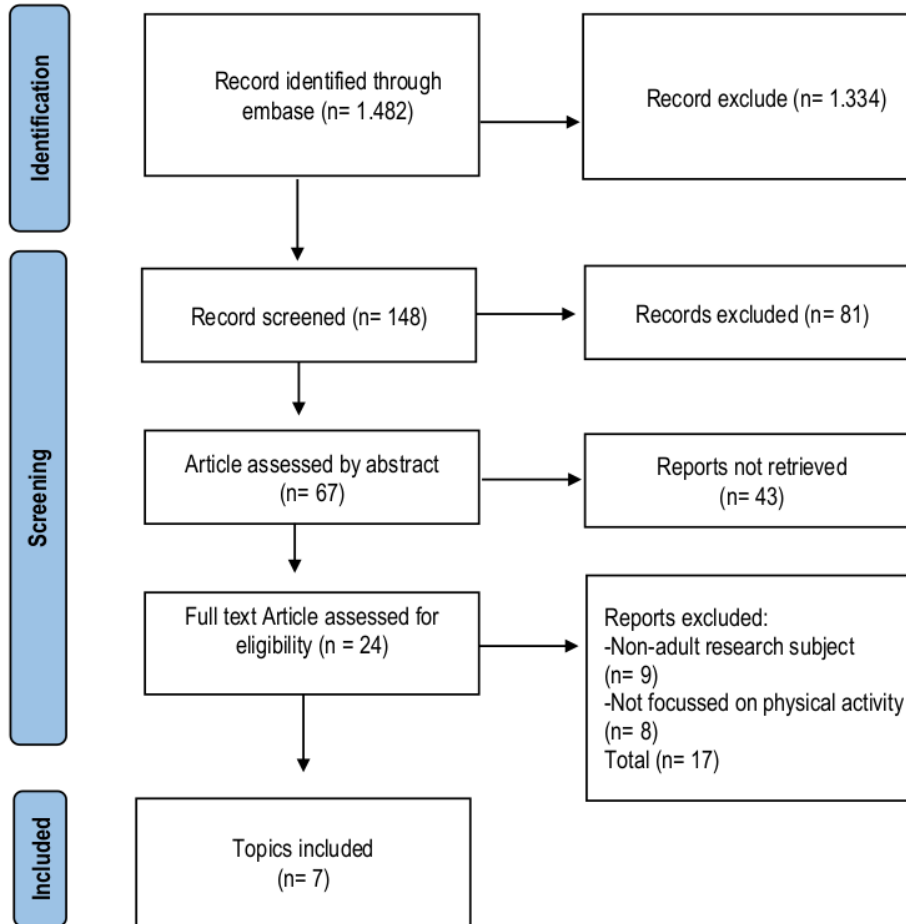 Identification
Record identified through
embase (n= 1.482)
Record exclude (n= 1.334)
Screening
Record screened (n= 148)
Records excluded (n= 81)
Article assessed by abstract
(n= 67)
Reports not retrieved
(n= 43)
Full text Article assessed for
eligibility (n = 24)
Reports excluded:
-Non-adult research subject
(n= 9)
-Not focussed on physical activity
(n= 8)
Total (n= 17)
Included
Topics included
(n= 7)